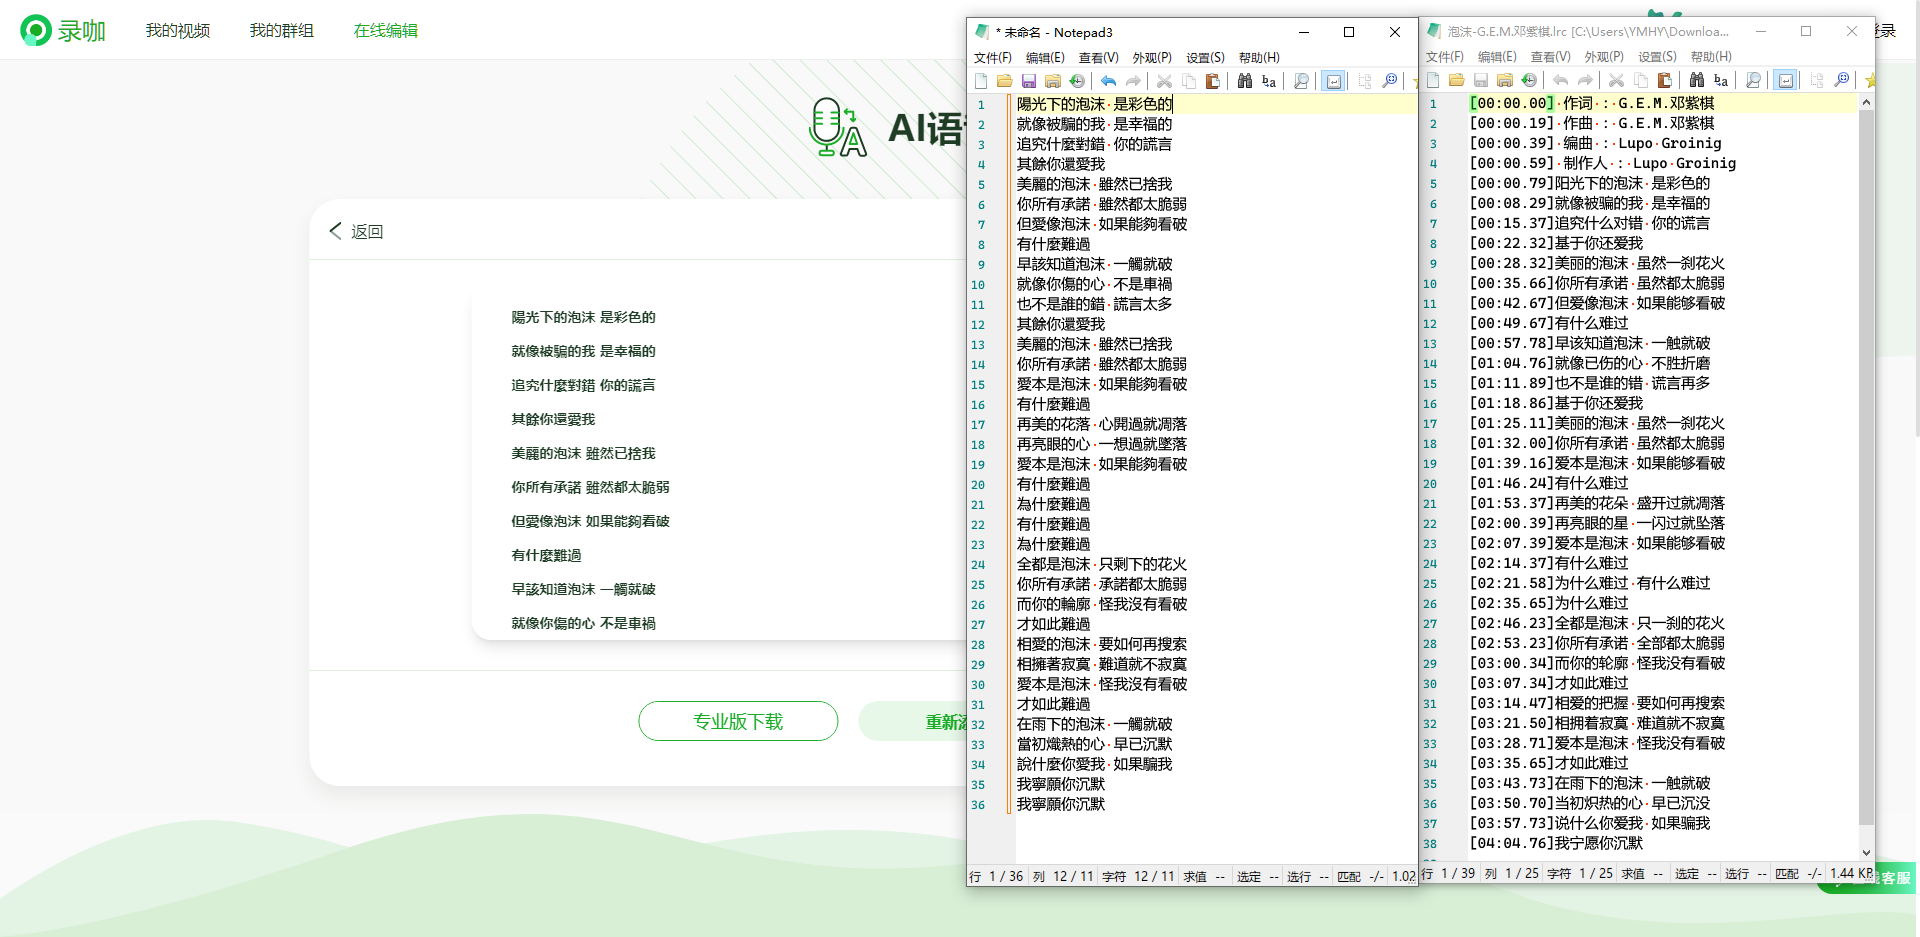 录咖
我的视频 我的群组 在线编辑
登录
AI语
返回
陽光下的泡沫 是彩色的
就像被騙的我 是幸福的
追究什麼對錯 你的謊言
其餘你還愛我
美麗的泡沫 雖然已捨我
你所有承諾 雖然都太脆弱
但愛像泡沫 如果能夠看破
有什麼難過
早該知道泡沫 一觸就破
就像你傷的心 不是車禍
专业版下载 重新
* 未命名 - Notepad3
文件(F) 编辑(E) 查看(V) 外观(P) 设置(S) 帮助(H)
1 陽光下的泡沫 是彩色的
2 就像被騙的我 是幸福的
3 追究什麼對錯 你的謊言
4 其餘你還愛我
5 美麗的泡沫 雖然已捨我
6 你所有承諾 雖然都太脆弱
7 但愛像泡沫 如果能夠看破
8 有什麼難過
9 早該知道泡沫 一觸就破
10 就像你傷的心 不是車禍
11 也不是誰的錯 謊言太多
12 其餘你還愛我
13 美麗的泡沫 雖然已捨我
14 你所有承諾 雖然都太脆弱
15 愛本是泡沫 如果能夠看破
16 有什麼難過
17 再美的花落 心開過就凋落
18 再亮眼的心 一想過就墜落
19 愛本是泡沫 如果能夠看破
20 有什麼難過
21 為什麼難過
22 有什麼難過
23 為什麼難過
24 全都是泡沫 只剩下的花火
25 你所有承諾 承諾都太脆弱
26 而你的輪廓 怪我沒有看破
27 才如此難過
28 相愛的泡沫 要如何再搜索
29 相擁著寂寞 難道就不寂寞
30 愛本是泡沫 怪我沒有看破
31 才如此難過
32 在雨下的泡沫 一觸就破
33 當初熾熱的心 早已沉默
34 說什麼你愛我 如果騙我
35 我寧願你沉默
36 我寧願你沉默
行 1 / 36 列 12 / 11 字符 12 / 11 求值 -- 选定 -- 选行 -- 匹配 -/- 1.02
泡沫-G.E.M.邓紫棋.lrc [C:\Users\YMHY\Downloa...
文件(F) 编辑(E) 查看(V) 外观(P) 设置(S) 帮助(H)
1 [00:00.00] 作词 : G.E.M.邓紫棋
2 [00:00.19] 作曲 : G.E.M.邓紫棋
3 [00:00.39] 编曲 : Lupo Groinig
4 [00:00.59] 制作人 : Lupo Groinig
5 [00:00.79]阳光下的泡沫 是彩色的
6 [00:08.29]就像被骗的我 是幸福的
7 [00:15.37]追究什么对错 你的谎言
8 [00:22.32]基于你还爱我
9 [00:28.32]美丽的泡沫 虽然一刹花火
10 [00:35.66]你所有承诺 虽然都太脆弱
11 [00:42.67]但爱像泡沫 如果能够看破
12 [00:49.67]有什么难过
13 [00:57.78]早该知道泡沫 一触就破
14 [01:04.76]就像已伤的心 不胜折磨
15 [01:11.89]也不是谁的错 谎言再多
16 [01:18.86]基于你还爱我
17 [01:25.11]美丽的泡沫 虽然一刹花火
18 [01:32.00]你所有承诺 虽然都太脆弱
19 [01:39.16]爱本是泡沫 如果能够看破
20 [01:46.24]有什么难过
21 [01:53.37]再美的花朵 盛开过就凋落
22 [02:00.39]再亮眼的星 一闪过就坠落
23 [02:07.39]爱本是泡沫 如果能够看破
24 [02:14.37]有什么难过
25 [02:21.58]为什么难过 有什么难过
26 [02:35.65]为什么难过
27 [02:46.23]全都是泡沫 只一刹的花火
28 [02:53.23]你所有承诺 全部都太脆弱
29 [03:00.34]而你的轮廓 怪我没有看破
30 [03:07.34]才如此难过
31 [03:14.47]相爱的把握 要如何再搜索
32 [03:21.50]相拥着寂寞 难道就不寂寞
33 [03:28.71]爱本是泡沫 怪我没有看破
34 [03:35.65]才如此难过
35 [03:43.73]在雨下的泡沫 一触就破
36 [03:50.70]当初炽热的心 早已沉没
37 [03:57.73]说什么你爱我 如果骗我
38 [04:04.76]我宁愿你沉默
行 1 / 39 列 1 / 25 字符 1 / 25 求值 -- 选定 -- 选行 -- 匹配 -/- 1.44 KB
客服